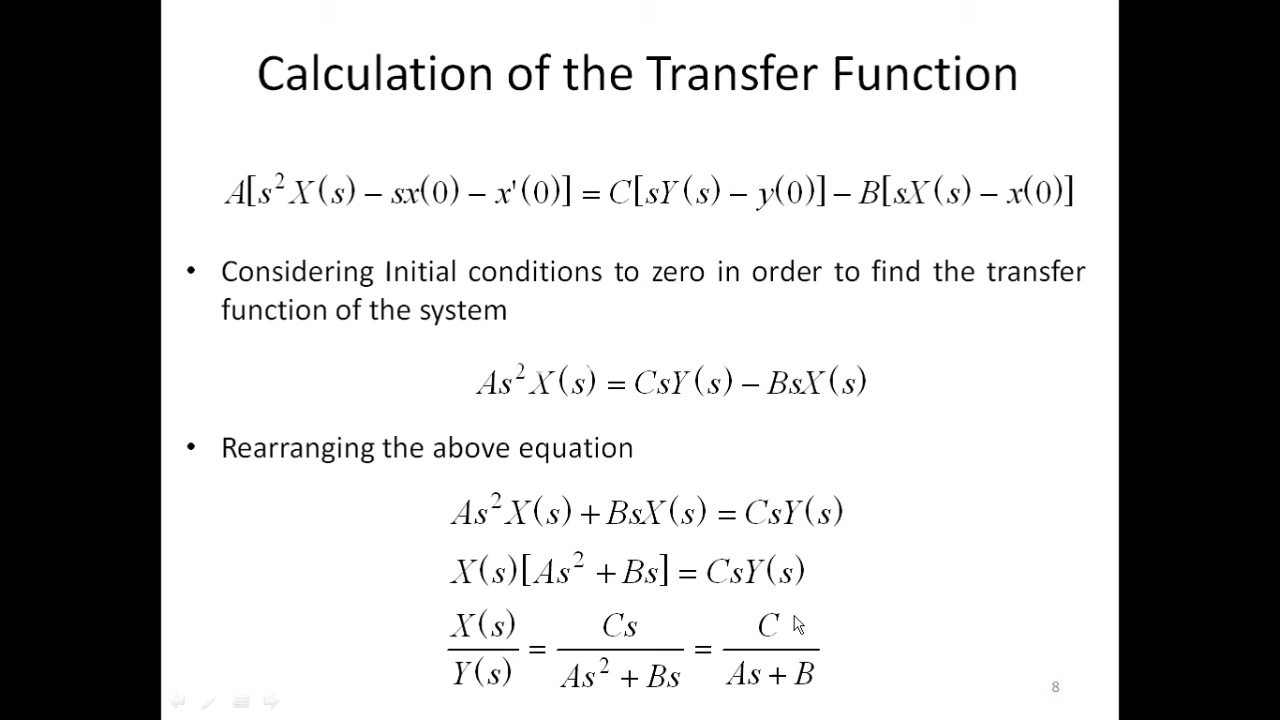 Calculation of the Transfer Function
A[s²X(s) − sx(0) − x'(0)] = C[sY(s) − y(0)] − B[sX(s) − x(0)]
• Considering Initial conditions to zero in order to find the transfer
function of the system
As²X(s) = CsY(s) − BsX(s)
• Rearranging the above equation
As²X(s) + BsX(s) = CsY(s)
X(s)[As² + Bs] = CsY(s)
X(s)/Y(s) = Cs/(As² + Bs) = C/(As + B)
8